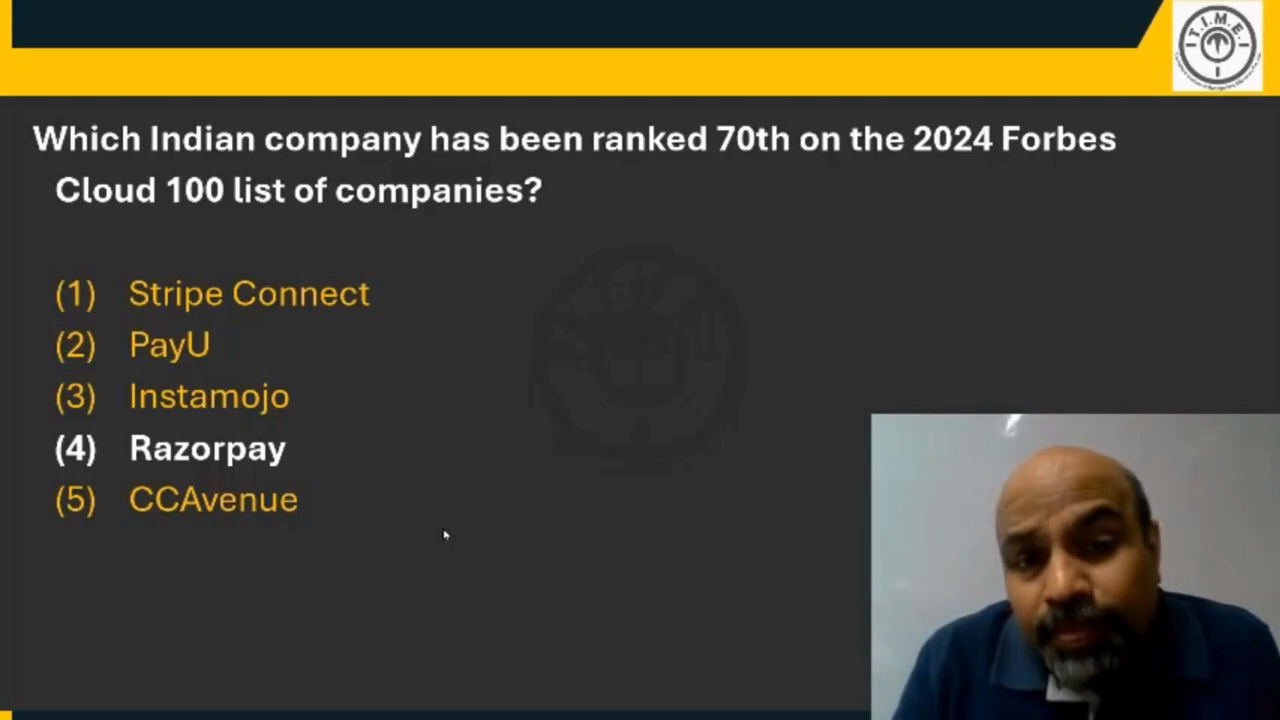 T.I.M.E.
Which Indian company has been ranked 70th on the 2024 Forbes
Cloud 100 list of companies?
(1) Stripe Connect
(2) PayU
(3) Instamojo
(4) Razorpay
(5) CCAvenue